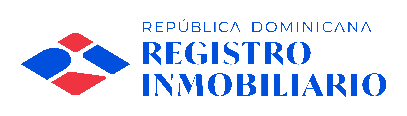 REPÚBLICA DOMINICANA
REGISTRO
INMOBILIARIO